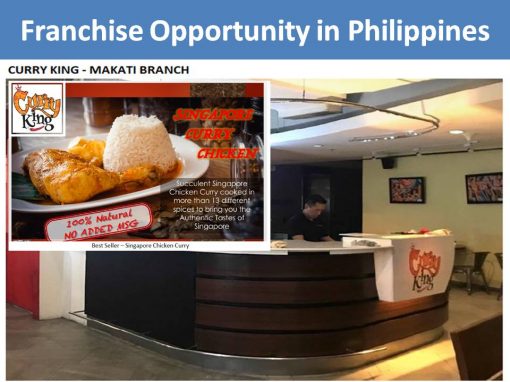 Franchise Opportunity in Philippines
CURRY KING - MAKATI BRANCH
Curry
King
SINGAPORE
CURRY
CHICKEN
Succulent Singapore
Chicken Curry cooked in
more than 13 different
spices to bring you the
Authentic Tastes of
Singapore
100% Natural
NO ADDED MSG
Best Seller – Singapore Chicken Curry
Curry
King